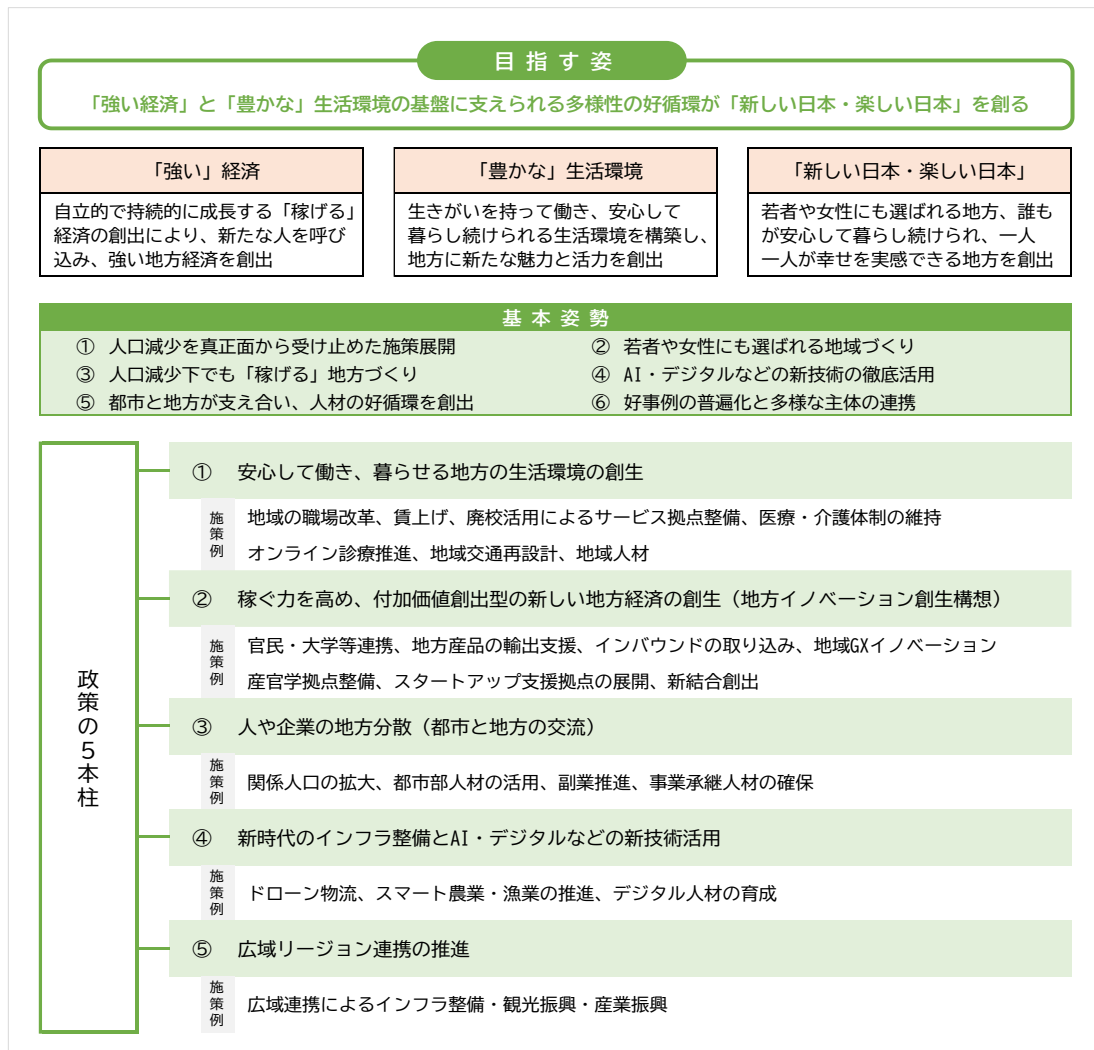 目指す姿
「強い経済」と「豊かな」生活環境の基盤に支えられる多様性の好循環が「新しい日本・楽しい日本」を創る
「強い」経済
自立的で持続的に成長する「稼げる」
経済の創出により、新たな人を呼び
込み、強い地方経済を創出
「豊かな」生活環境
生きがいを持って働き、安心して
暮らし続けられる生活環境を構築し、
地方に新たな魅力と活力を創出
「新しい日本・楽しい日本」
若者や女性にも選ばれる地方、誰も
が安心して暮らし続けられ、一人
一人が幸せを実感できる地方を創出
基本姿勢
① 人口減少を真正面から受け止めた施策展開
② 若者や女性にも選ばれる地域づくり
③ 人口減少下でも「稼げる」地方づくり
④ AI・デジタルなどの新技術の徹底活用
⑤ 都市と地方が支え合い、人材の好循環を創出
⑥ 好事例の普遍化と多様な主体の連携
政策の5本柱
① 安心して働き、暮らせる地方の生活環境の創生
施策例
地域の職場改革、賃上げ、廃校活用によるサービス拠点整備、医療・介護体制の維持
オンライン診療推進、地域交通再設計、地域人材
② 稼ぐ力を高め、付加価値創出型の新しい地方経済の創生（地方イノベーション創生構想）
施策例
官民・大学等連携、地方産品の輸出支援、インバウンドの取り込み、地域GXイノベーション
産官学拠点整備、スタートアップ支援拠点の展開、新結合創出
③ 人や企業の地方分散（都市と地方の交流）
施策例
関係人口の拡大、都市部人材の活用、副業推進、事業承継人材の確保
④ 新時代のインフラ整備とAI・デジタルなどの新技術活用
施策例
ドローン物流、スマート農業・漁業の推進、デジタル人材の育成
⑤ 広域リージョン連携の推進
施策例
広域連携によるインフラ整備・観光振興・産業振興